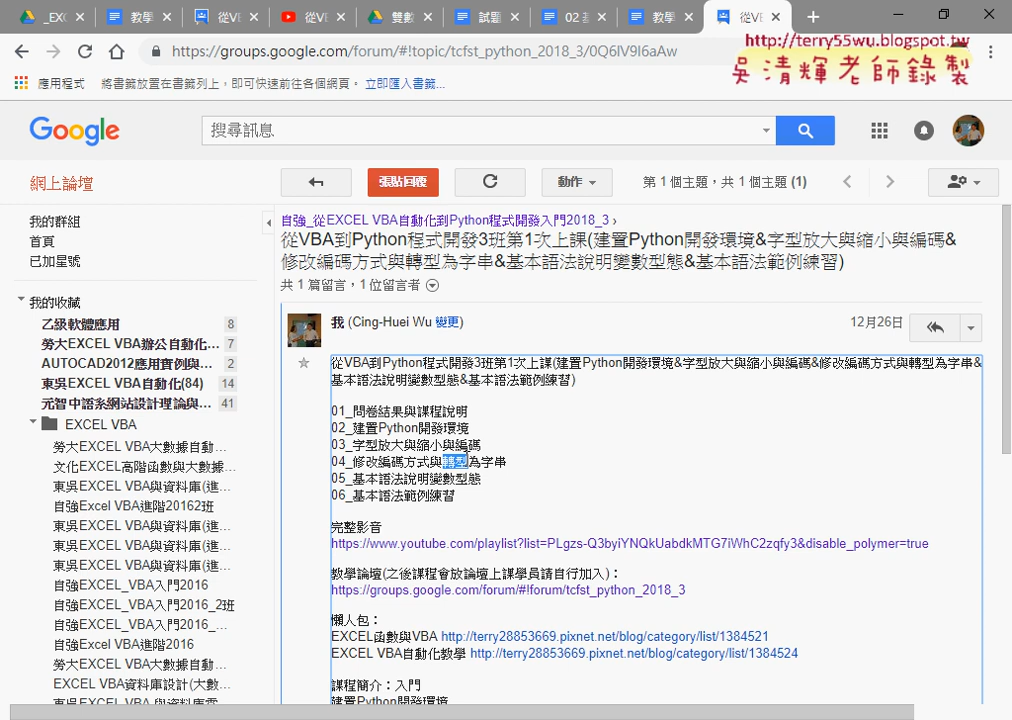 _EXC
教學
從VE
從VE
雙數
試題
02 基
教學
從VE
https://groups.google.com/forum/#!topic/tcfst_python_2018_3/0Q6lV9I6aAw
http://terry55wu.blogspot.tw
吳清輝老師錄製
應用程式
將書籤放置在書籤列上，即可快速前往各個網頁。 立即匯入書籤...
Google
搜尋訊息
網上論壇
張貼回覆
動作
第 1 個主題，共 1 個主題 (1)
我的群組
首頁
已加星號
我的收藏
乙級軟體應用 8
勞大EXCEL VBA辦公自動化,... 7
AUTOCAD2012應用實例與... 2
東吳EXCEL VBA自動化(84) 14
元智中語系網站設計理論與... 41
EXCEL VBA
勞大EXCEL VBA大數據自動...
文化EXCEL高階函數與大數據...
東吳EXCEL VBA與資料庫(進...
自強Excel VBA進階20162班
東吳EXCEL VBA與資料庫(進...
東吳EXCEL VBA與資料庫(進...
東吳EXCEL VBA與資料庫(進...
自強EXCEL_VBA入門2016
自強EXCEL_VBA入門2016_2班
自強EXCEL_VBA入門2016_...
自強Excel VBA進階2016
勞大EXCEL VBA大數據自動...
EXCEL VBA資料庫設計(大數...
東吳EXCEL VBA與資料庫雲...
自強_從EXCEL VBA自動化到Python程式開發入門2018_3 ›
從VBA到Python程式開發3班第1次上課(建置Python開發環境&字型放大與縮小與編碼&
修改編碼方式與轉型為字串&基本語法說明變數型態&基本語法範例練習)
共 1 篇留言，1 位留言者
我 (Cing-Huei Wu 變更)
12月26日
從VBA到Python程式開發3班第1次上課(建置Python開發環境&字型放大與縮小與編碼&修改編碼方式與轉型為字串&
基本語法說明變數型態&基本語法範例練習)
01_問卷結果與課程說明
02_建置Python開發環境
03_字型放大與縮小與編碼
04_修改編碼方式與轉型為字串
05_基本語法說明變數型態
06_基本語法範例練習
完整影音
https://www.youtube.com/playlist?list=PLgzs-Q3byiYNQkUabdkMTG7iWhC2zqfy3&disable_polymer=true
教學論壇(之後課程會放論壇上課學員請自行加入)：
https://groups.google.com/forum/#!forum/tcfst_python_2018_3
懶人包：
EXCEL函數與VBA http://terry28853669.pixnet.net/blog/category/list/1384521
EXCEL VBA自動化教學 http://terry28853669.pixnet.net/blog/category/list/1384524
課程簡介：入門
建置Python開發環境